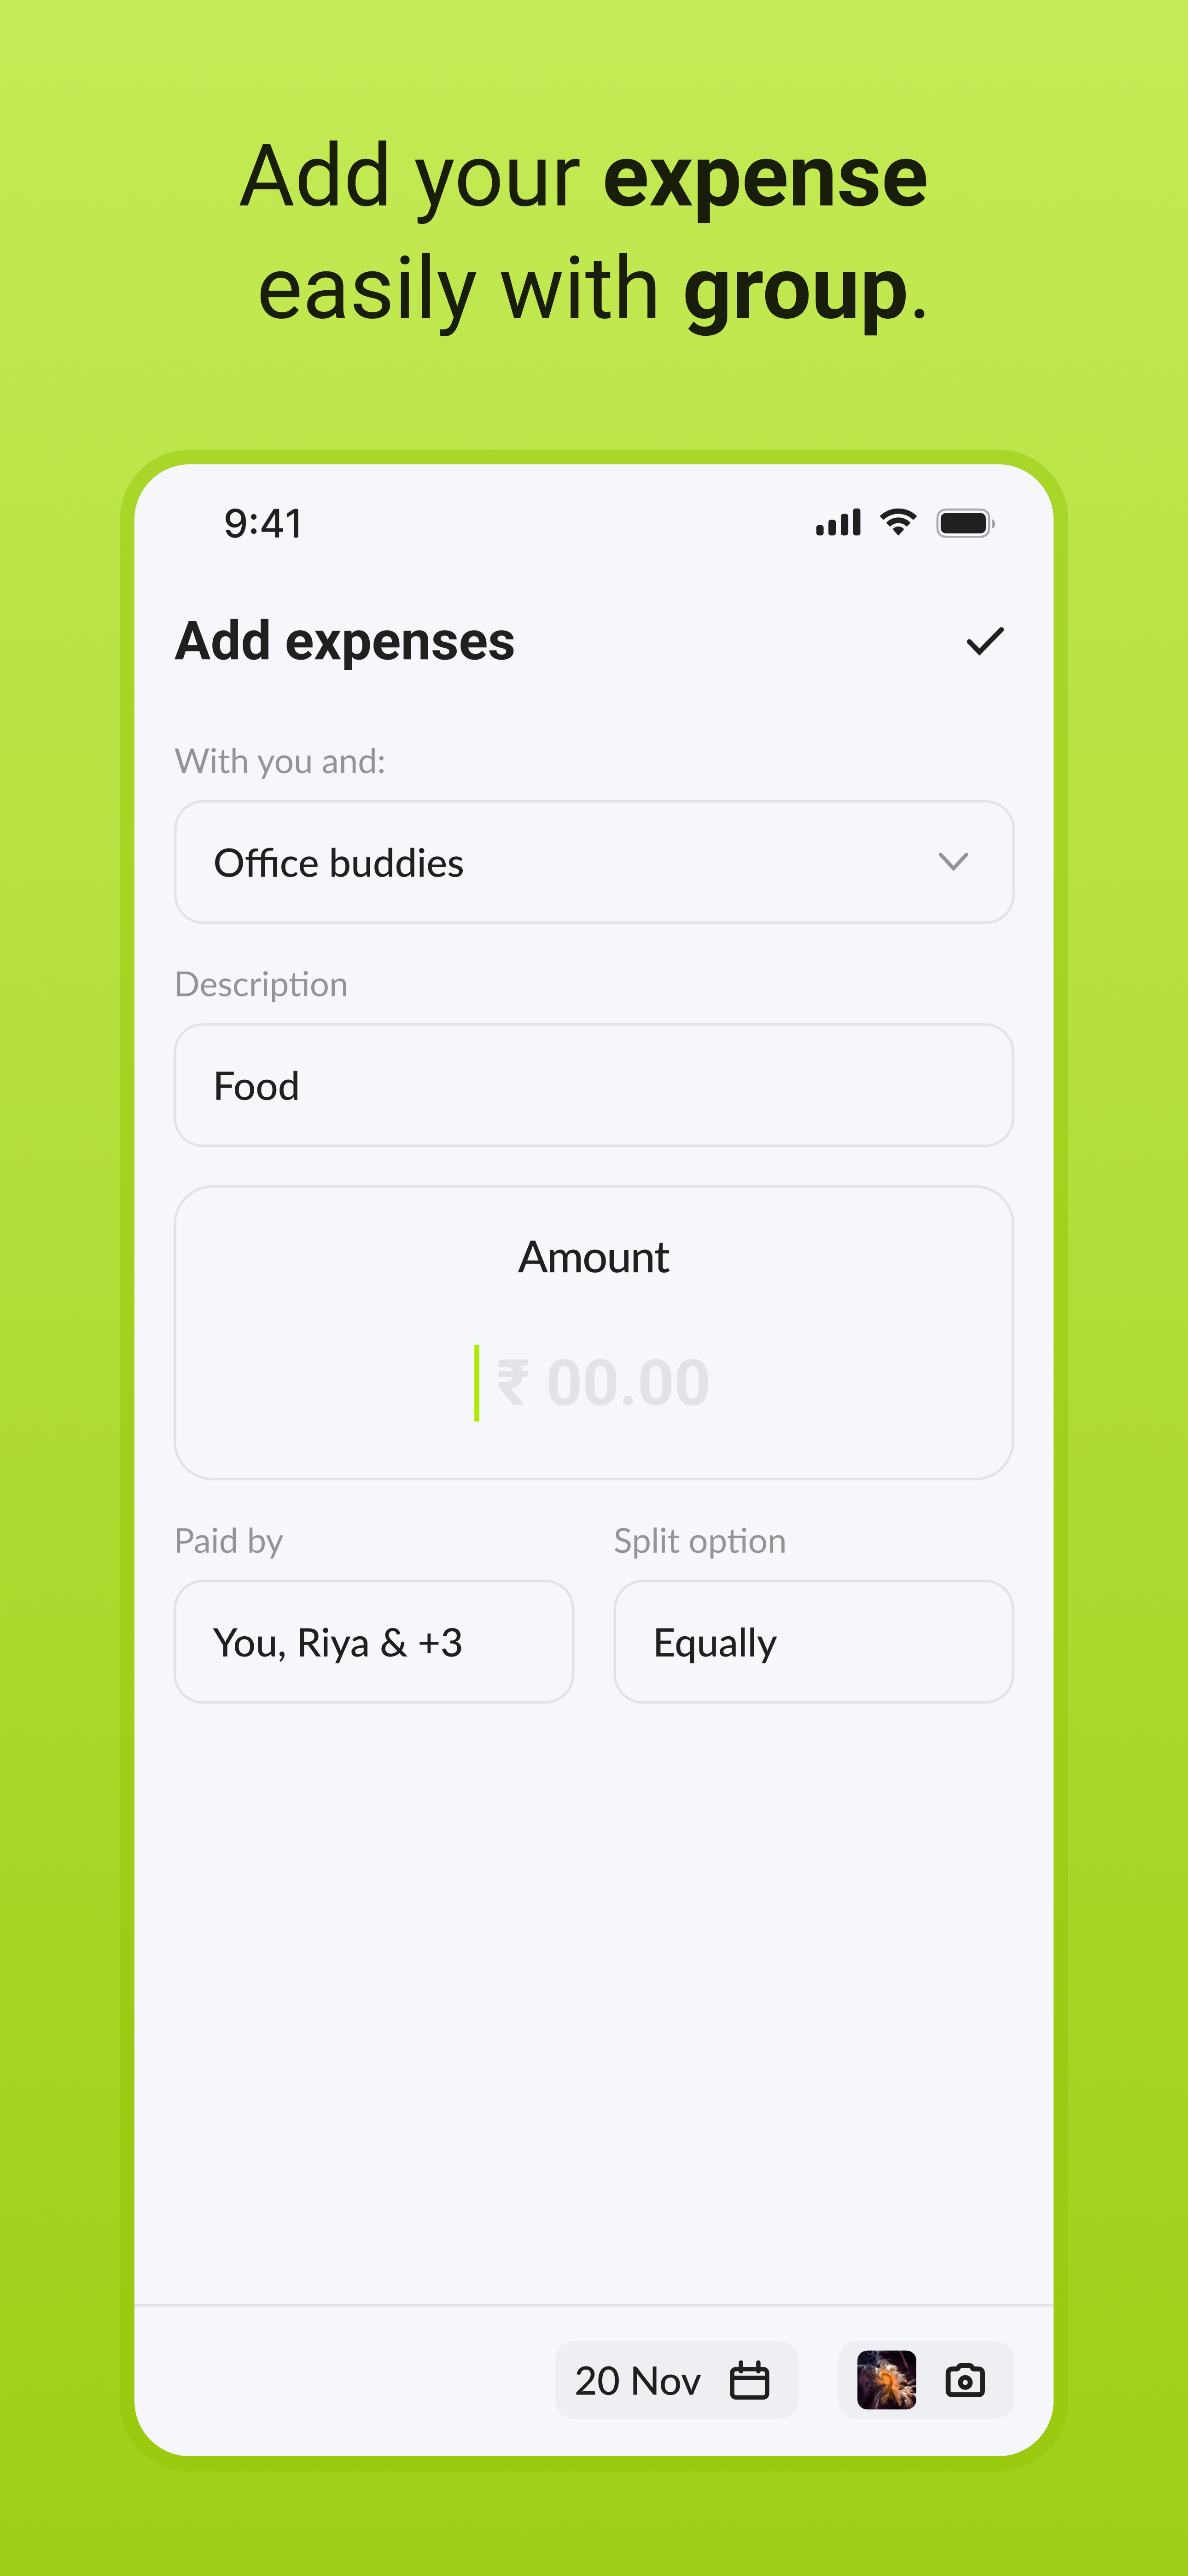 Add your expense
easily with group.
9:41
Add expenses
With you and:
Office buddies
Description
Food
Amount
₹ 00.00
Paid by
Split option
You, Riya & +3
Equally
20 Nov